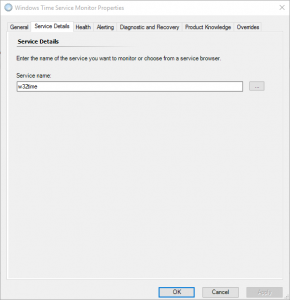 Windows Time Service Monitor Properties
General Service Details Health Alerting Diagnostic and Recovery Product Knowledge Overrides
Service Details
Enter the name of the service you want to monitor or choose from a service browser.
Service name:
w32time
...
OK Cancel Apply